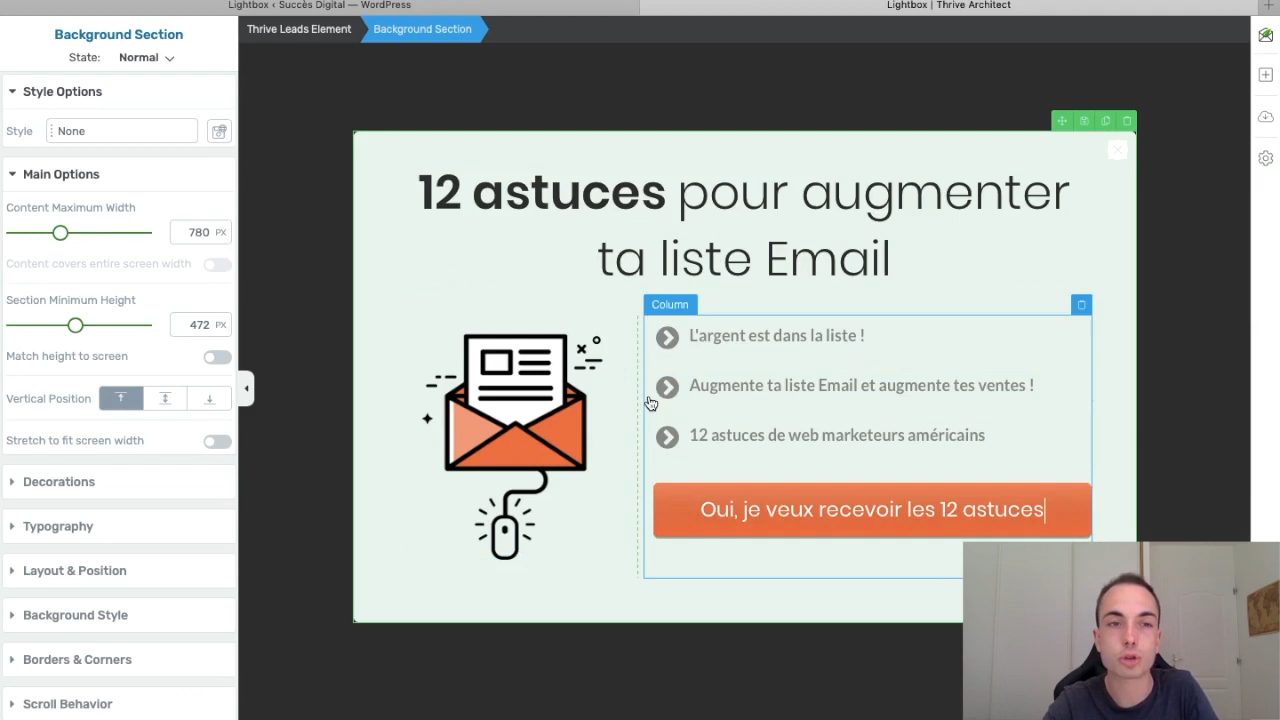 Lightbox ‹ Succès Digital — WordPress
Lightbox | Thrive Architect
Background Section
State: Normal
Style Options
Style None
Main Options
Content Maximum Width
780 PX
Content covers entire screen width
Section Minimum Height
472 PX
Match height to screen
Vertical Position
Stretch to fit screen width
Decorations
Typography
Layout & Position
Background Style
Borders & Corners
Scroll Behavior
Thrive Leads Element
Background Section
12 astuces pour augmenter
ta liste Email
Column
L'argent est dans la liste !
Augmente ta liste Email et augmente tes ventes !
12 astuces de web marketeurs américains
Oui, je veux recevoir les 12 astuces